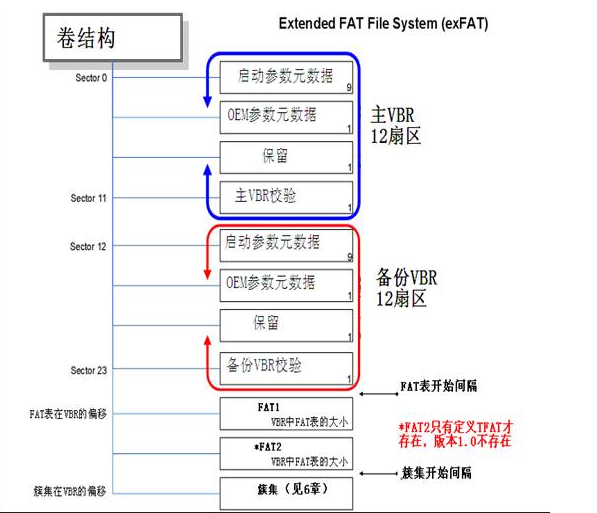 Extended FAT File System (exFAT)
卷结构
Sector 0
启动参数元数据
9
OEM参数元数据
1
主VBR
12扇区
保留
1
Sector 11
主VBR校验
1
Sector 12
启动参数元数据
9
OEM参数元数据
1
备份VBR
12扇区
保留
1
Sector 23
备份VBR校验
1
FAT表开始间隔
FAT表在VBR的偏移
FAT1
VBR中FAT表的大小
*FAT2只有定义TFAT才
存在，版本1.0不存在
*FAT2
VBR中FAT表的大小
簇集开始间隔
簇集在VBR的偏移
簇集（见6章）